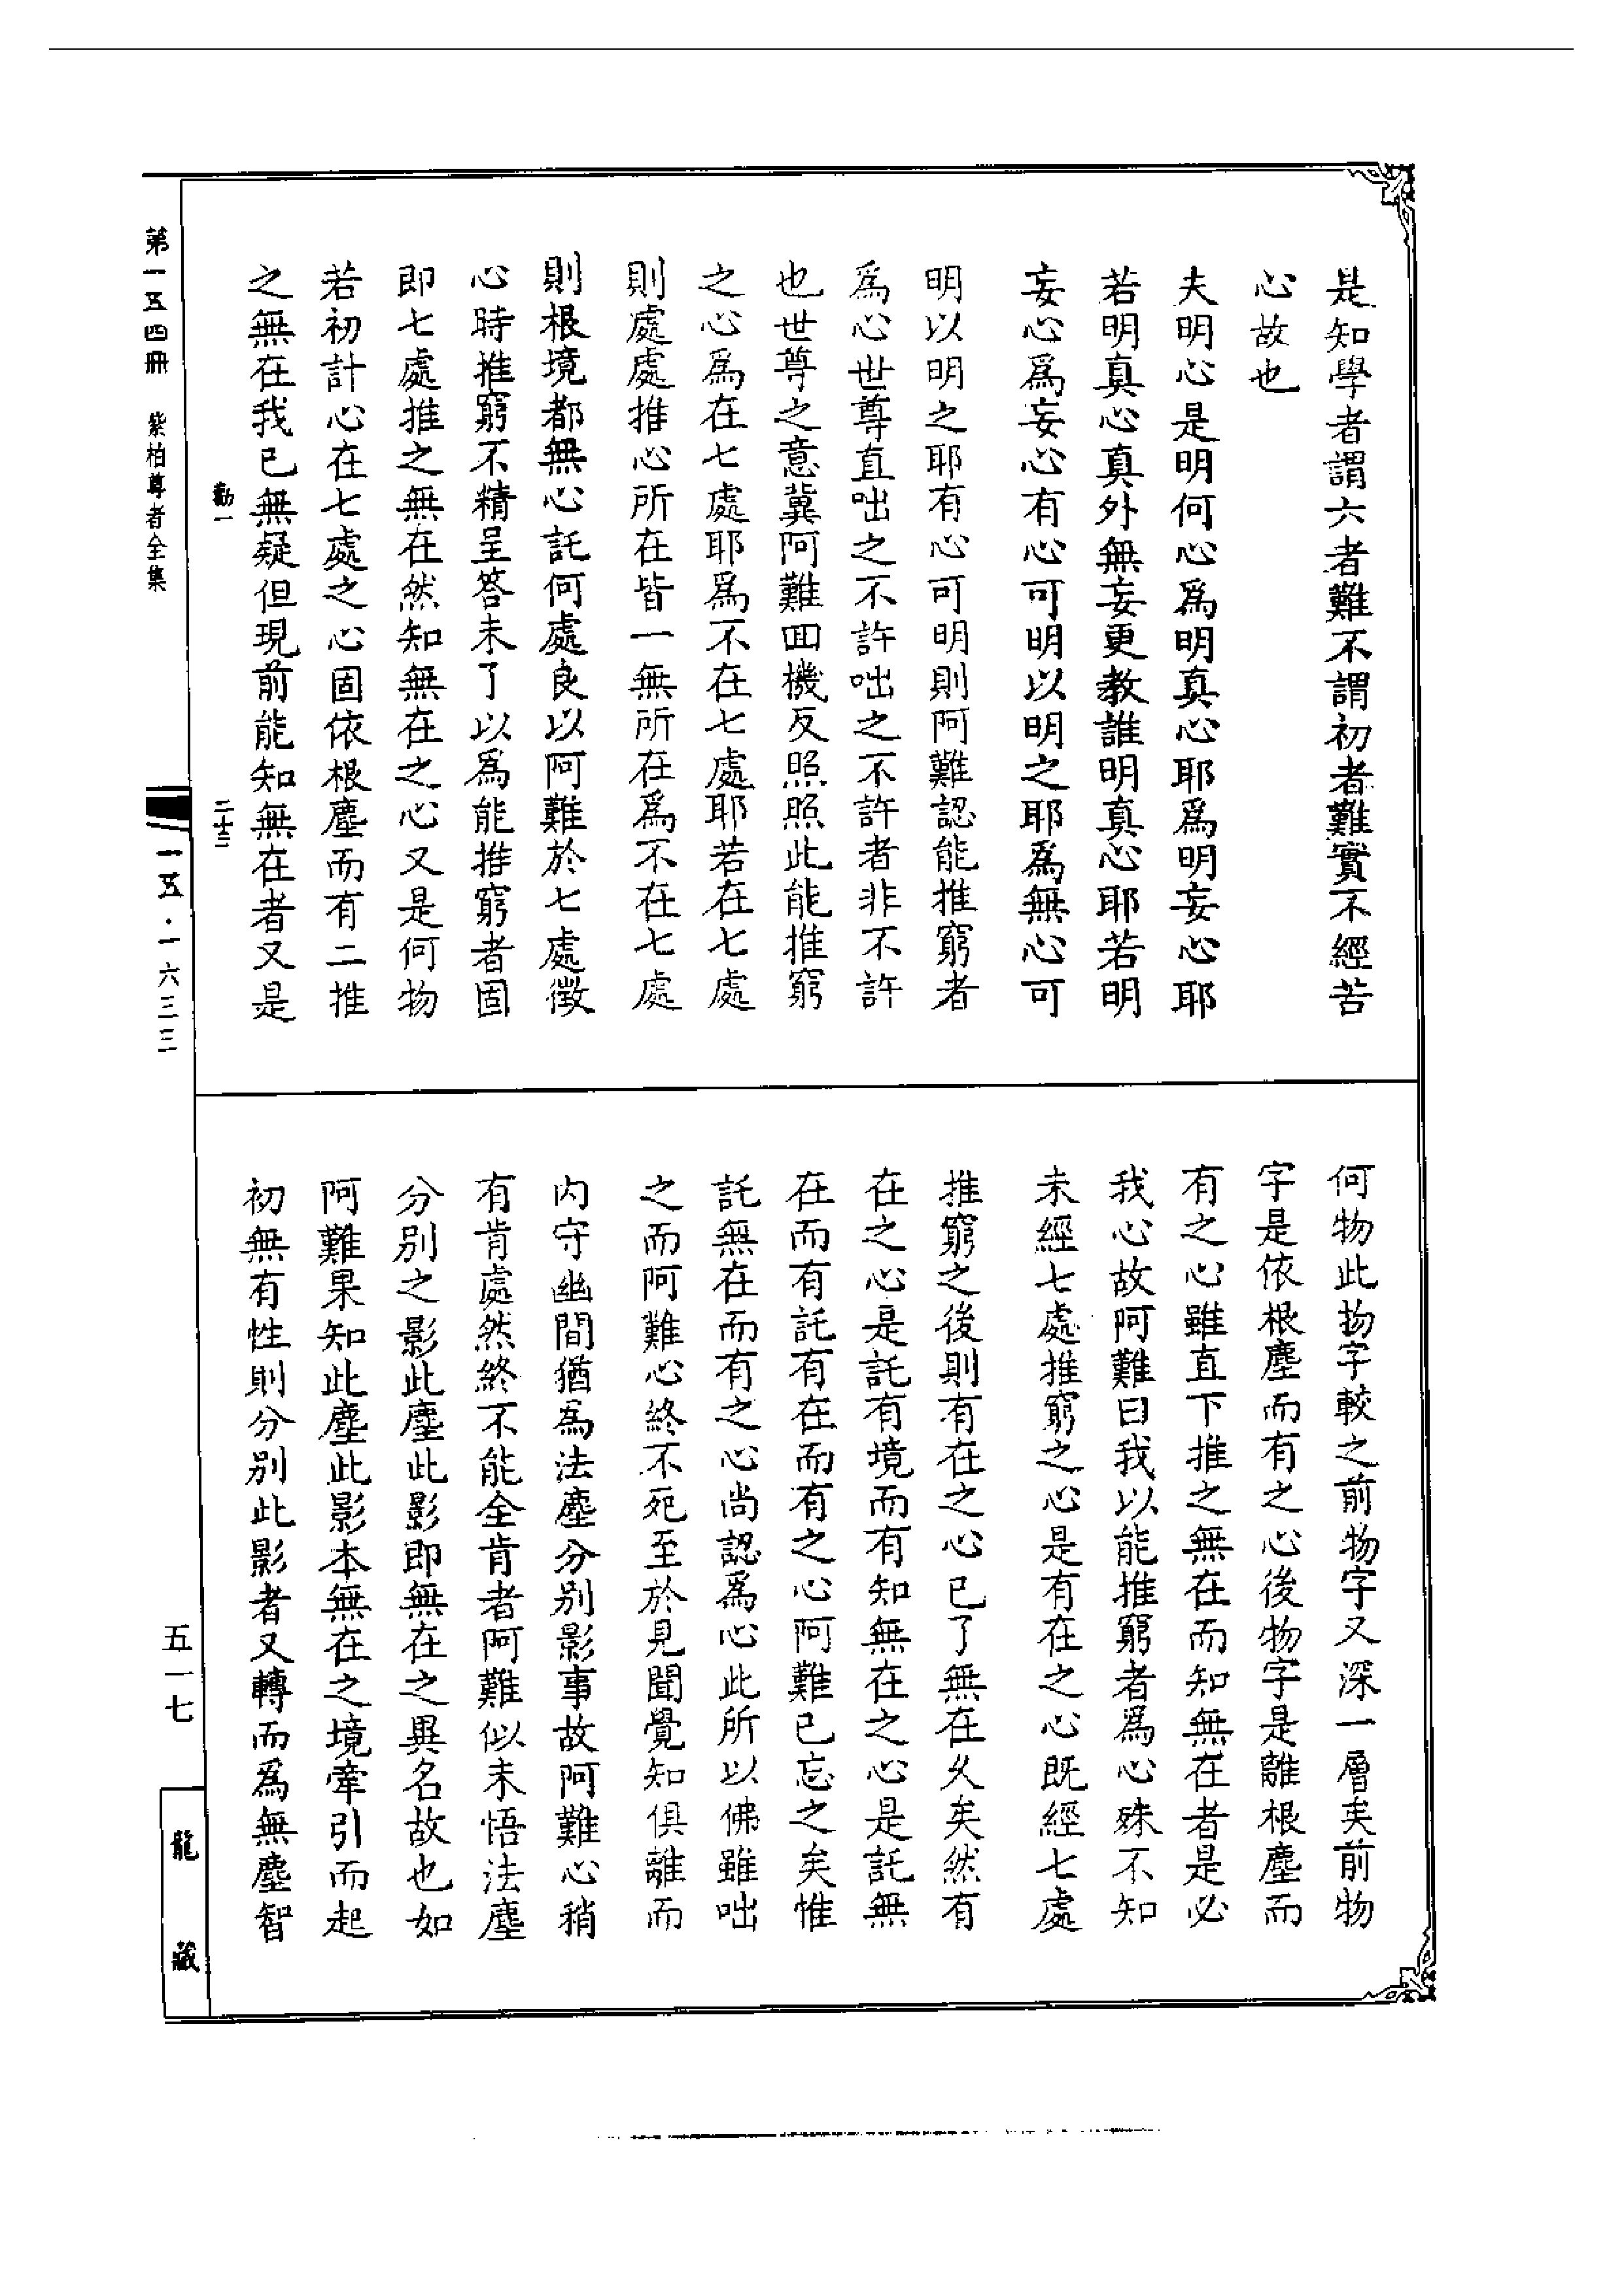 是知學者謂六者難不謂初者難實不經苦
心故也
夫明心是明何心爲明真心耶爲明妄心耶
若明真心真外無妄更教誰明真心耶若明
妄心爲妄心有心可明以明之耶爲無心可
明以明之耶有心可明則阿難認能推窮者
爲心世尊直咄之不許咄之不許者非不許
也世尊之意冀阿難回機反照照此能推窮
之心爲在七處耶爲不在七處耶若在七處
則處處推心所在皆一無所在爲不在七處
則根境都無心託何處良以阿難於七處徵
心時推窮不精呈答未了以爲能推窮者固
即七處推之無在然知無在之心又是何物
若初計心在七處之心固依根塵而有二推
之無在我已無疑但現前能知無在者又是
何物此物字較之前物字又深一層矣前物
字是依根塵而有之心後物字是離根塵而
有之心雖直下推之無在而知無在者是必
我心故阿難曰我以能推窮者爲心殊不知
未經七處推窮之心是有在之心既經七處
推窮之後則有在之心已了無在久矣然有
在之心是託有境而有知無在之心是託無
在而有託有在而有之心阿難已忘之矣惟
託無在而有之心尚認爲心此所以佛雖咄
之而阿難心終不死至於見聞覺知俱離而
內守幽閒猶爲法塵分別影事故阿難心稍
有肯處然終不能全肯者阿難似未悟法塵
分別之影此塵此影即無在之異名故也如
阿難果知此塵此影本無在之境牽引而起
初無有性則分別此影者又轉而爲無塵智
勸一
二十三
第一五四冊 紫柏尊者全集
一五·一六三三
五一七
龍藏